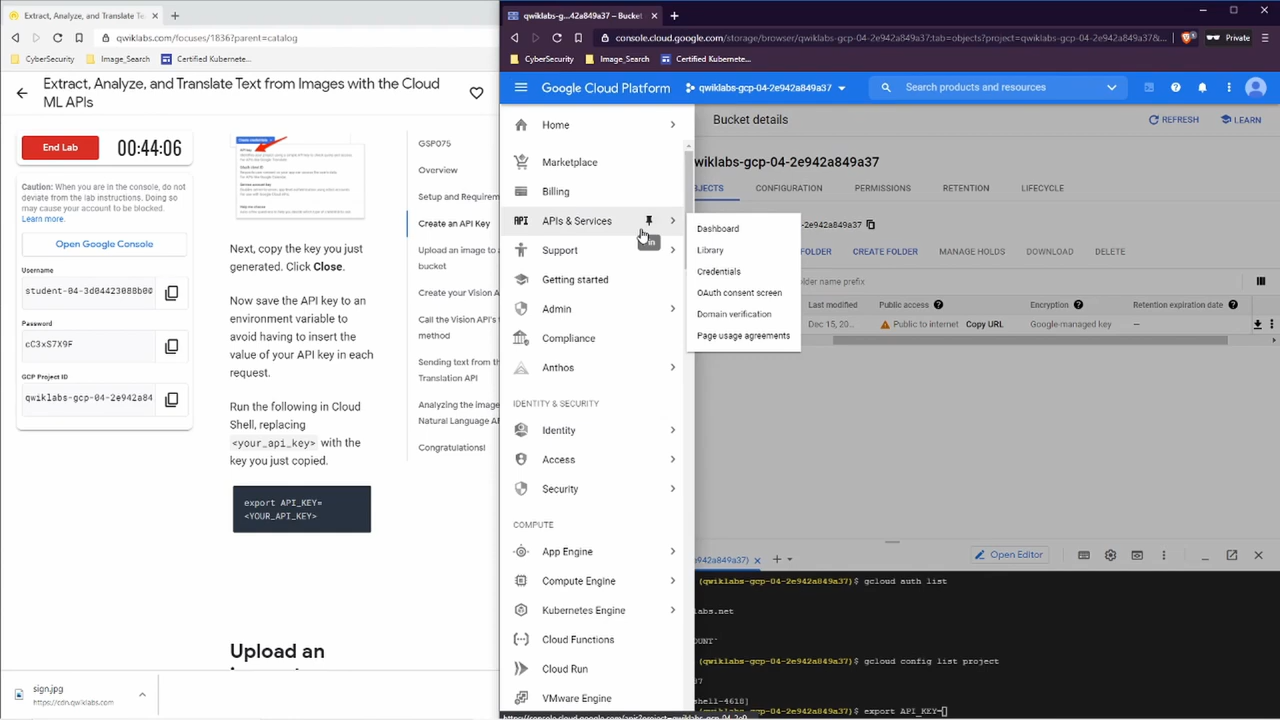 Extract, Analyze, and Translate Te
qwiklabs.com/focuses/1836?parent=catalog
CyberSecurity
Image_Search
Certified Kubernete...
Extract, Analyze, and Translate Text from Images with the Cloud
ML APIs
End Lab
00:44:06
Caution: When you are in the console, do not
deviate from the lab instructions. Doing so
may cause your account to be blocked.
Learn more.
Open Google Console
Username
student-04-3d04423088b00
Password
cC3xS7X9F
GCP Project ID
qwiklabs-gcp-04-2e942a84
Next, copy the key you just
generated. Click Close.
Now save the API key to an
environment variable to
avoid having to insert the
value of your API key in each
request.
Run the following in Cloud
Shell, replacing
<your_api_key> with the
key you just copied.
export API_KEY=
<YOUR_API_KEY>
Upload an
GSP075
Overview
Setup and Requirem
Create an API Key
Upload an image to a
bucket
Create your Vision A
Call the Vision API's t
method
Sending text from the
Translation API
Analyzing the image
Natural Language AP
Congratulations!
sign.jpg
https://cdn.qwiklabs.com
qwiklabs-g...42a849a37 – Bucket
console.cloud.google.com/storage/browser/qwiklabs-gcp-04-2e942a849a37;tab=objects?project=qwiklabs-gcp-04-2e942a849a37&...
Private
CyberSecurity
Image_Search
Certified Kubernete...
Google Cloud Platform
qwiklabs-gcp-04-2e942a849a37
Search products and resources
Home
Marketplace
Billing
API
APIs & Services
Support
Getting started
Admin
Compliance
Anthos
IDENTITY & SECURITY
Identity
Access
Security
COMPUTE
App Engine
Compute Engine
Kubernetes Engine
Cloud Functions
Cloud Run
VMware Engine
Dashboard
Library
Credentials
OAuth consent screen
Domain verification
Page usage agreements
Bucket details
REFRESH
LEARN
wiklabs-gcp-04-2e942a849a37
JECTS
CONFIGURATION
PERMISSIONS
RETENTION
LIFECYCLE
-2e942a849a37
OLDER
CREATE FOLDER
MANAGE HOLDS
DOWNLOAD
DELETE
older name prefix
Last modified
Public access
Encryption
Retention expiration date
Dec 15, 20...
Public to internet
Copy URL
Google-managed key
—
e942a849a37)
Open Editor
(qwiklabs-gcp-04-2e942a849a37)$ gcloud auth list
labs.net
OUNT`
(qwiklabs-gcp-04-2e942a849a37)$ gcloud config list project
37
shell-4618]
(qwiklabs-gcp-04-2e942a849a37)$ export API_KEY=